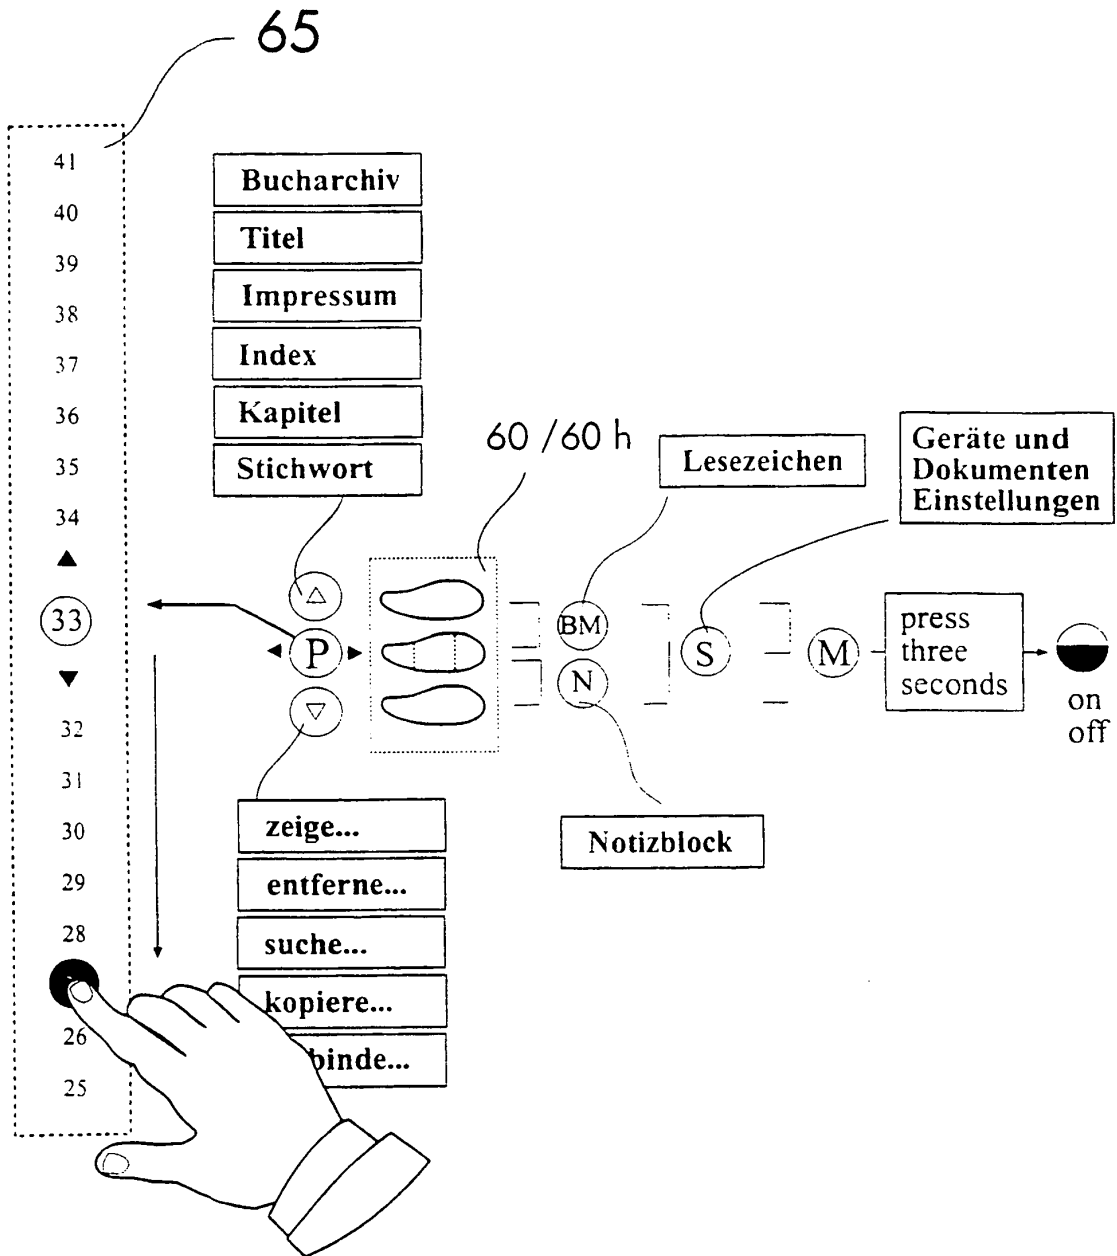 65
41
40
39
38
37
36
35
34
33
32
31
30
29
28
26
25
Bucharchiv
Titel
Impressum
Index
Kapitel
Stichwort
60 /60 h
Lesezeichen
Geräte und
Dokumenten
Einstellungen
P
BM
N
S
M
press
three
seconds
on
off
zeige...
entferne...
suche...
kopiere...
binde...
Notizblock